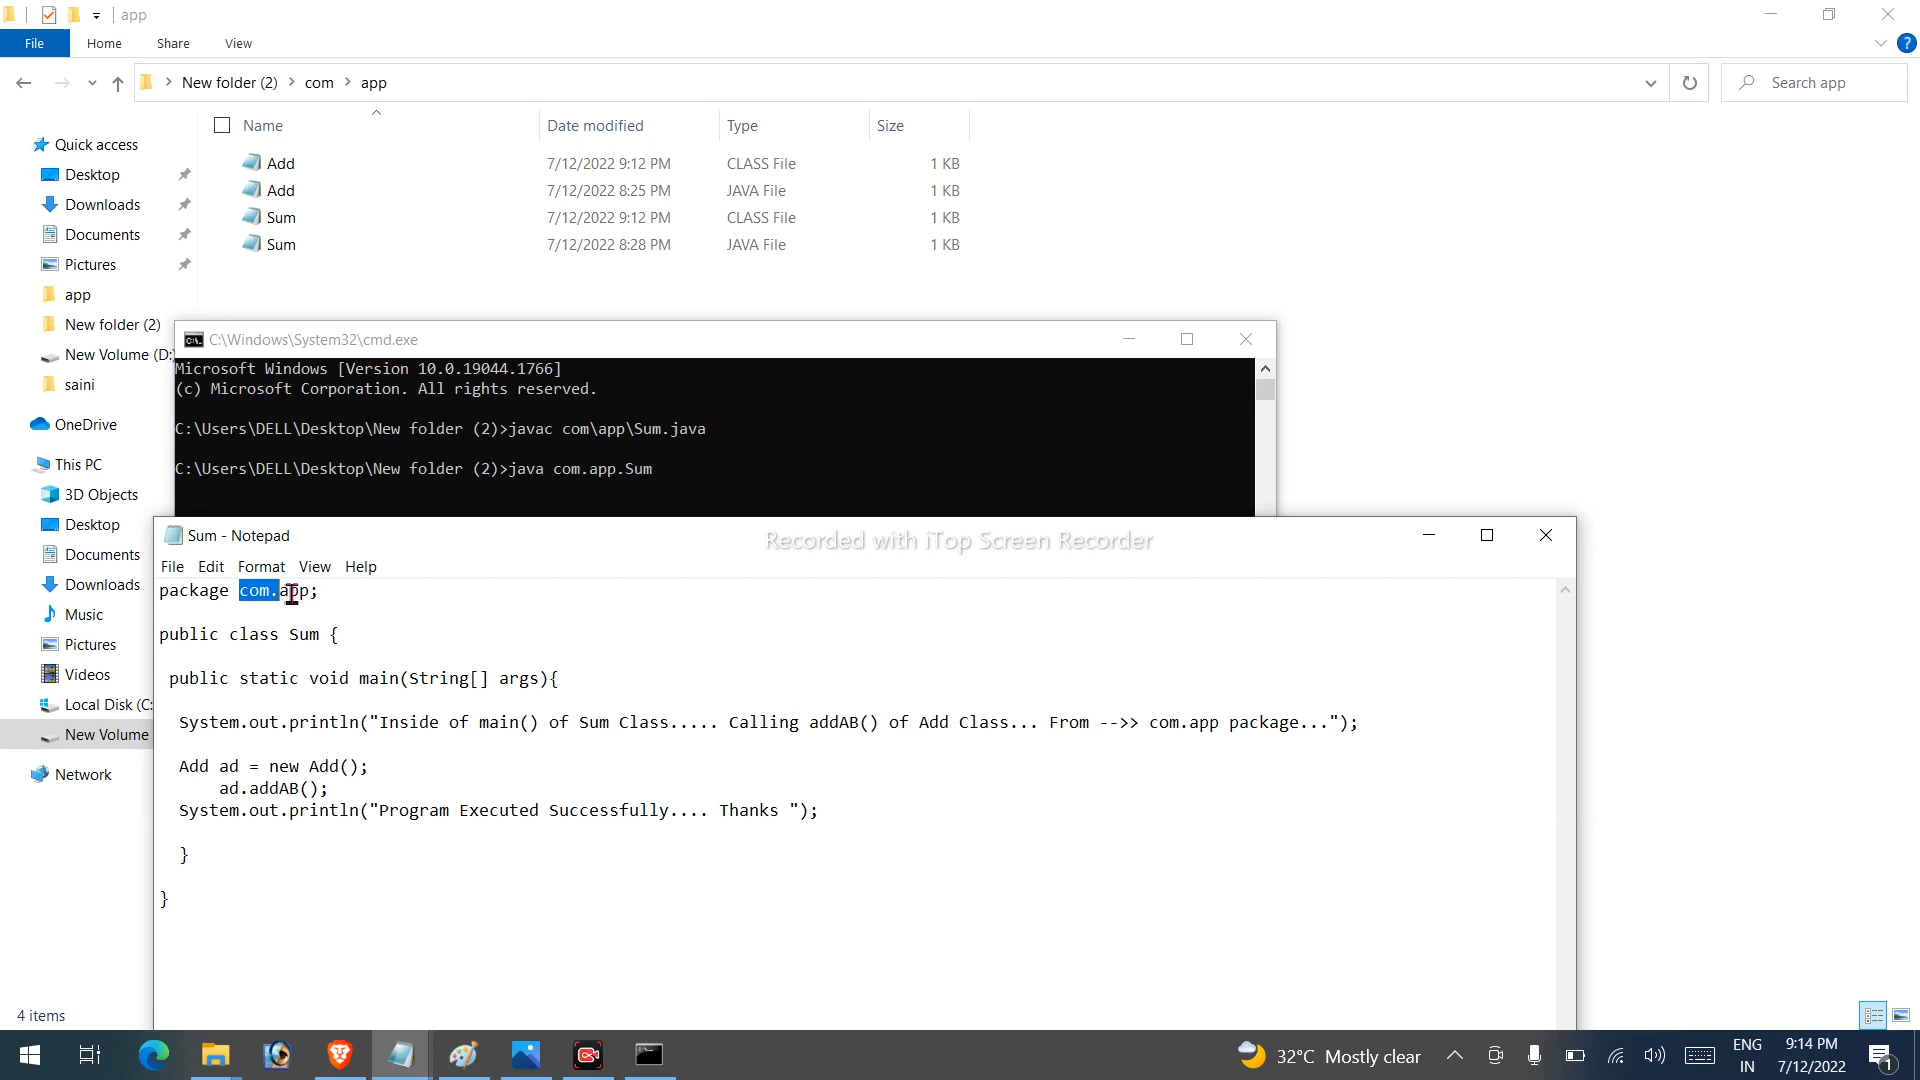 app
File Home Share View
New folder (2) com app Search app
Name Date modified Type Size
Add 7/12/2022 9:12 PM CLASS File 1 KB
Add 7/12/2022 8:25 PM JAVA File 1 KB
Sum 7/12/2022 9:12 PM CLASS File 1 KB
Sum 7/12/2022 8:28 PM JAVA File 1 KB
Quick access
Desktop
Downloads
Documents
Pictures
app
New folder (2)
New Volume (D:)
saini
OneDrive
This PC
3D Objects
Desktop
Documents
Downloads
Music
Pictures
Videos
Local Disk (C:
New Volume
Network
4 items
C:\Windows\System32\cmd.exe
Microsoft Windows [Version 10.0.19044.1766]
(c) Microsoft Corporation. All rights reserved.
C:\Users\DELL\Desktop\New folder (2)>javac com\app\Sum.java
C:\Users\DELL\Desktop\New folder (2)>java com.app.Sum
Sum - Notepad
Recorded with iTop Screen Recorder
File Edit Format View Help
package com.app;
public class Sum {
public static void main(String[] args){
System.out.println("Inside of main() of Sum Class..... Calling addAB() of Add Class... From -->> com.app package...");
Add ad = new Add();
ad.addAB();
System.out.println("Program Executed Successfully.... Thanks ");
}
}
32°C Mostly clear
ENG
IN
9:14 PM
7/12/2022
1